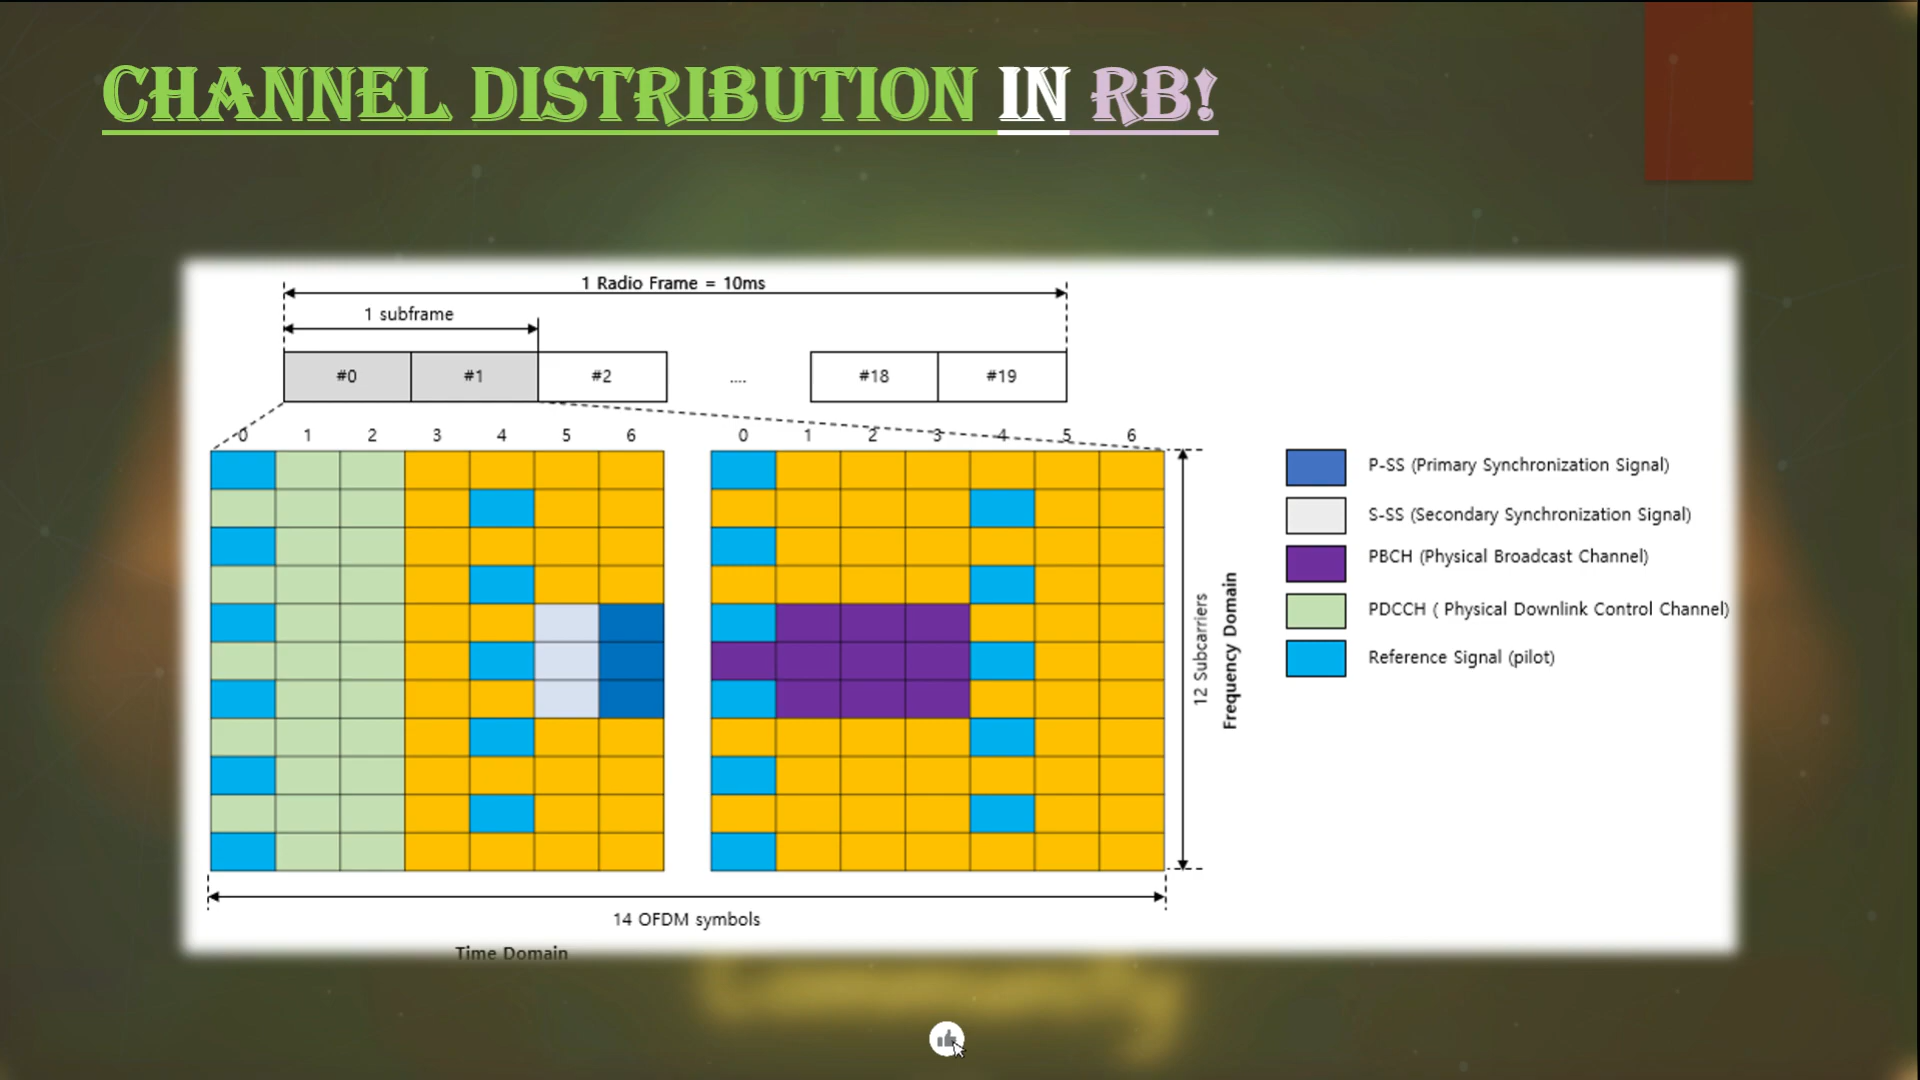 CHANNEL DISTRIBUTION IN RB!
1 Radio Frame = 10ms
1 subframe
#0 #1 #2 .... #18 #19
0 1 2 3 4 5 6 0 1 2 3 4 5 6
P-SS (Primary Synchronization Signal)
S-SS (Secondary Synchronization Signal)
PBCH (Physical Broadcast Channel)
PDCCH ( Physical Downlink Control Channel)
Reference Signal (pilot)
12 Subcarriers
Frequency Domain
14 OFDM symbols
Time Domain
Community